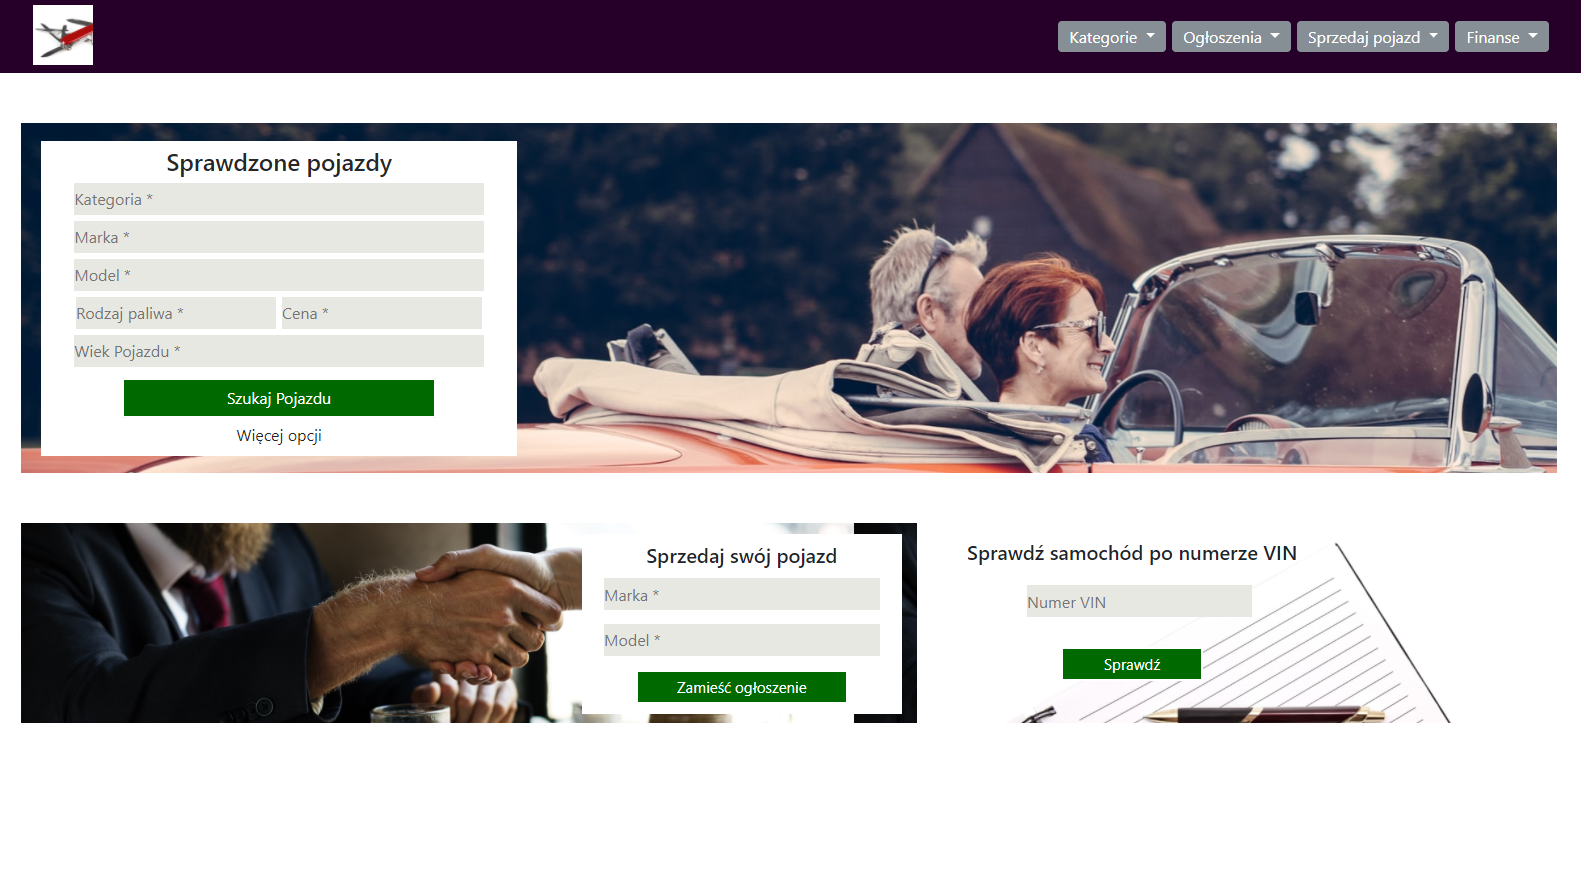 Kategorie
Ogłoszenia
Sprzedaj pojazd
Finanse
Sprawdzone pojazdy
Kategoria *
Marka *
Model *
Rodzaj paliwa *
Cena *
Wiek Pojazdu *
Szukaj Pojazdu
Więcej opcji
Sprzedaj swój pojazd
Marka *
Model *
Zamieść ogłoszenie
Sprawdź samochód po numerze VIN
Numer VIN
Sprawdź